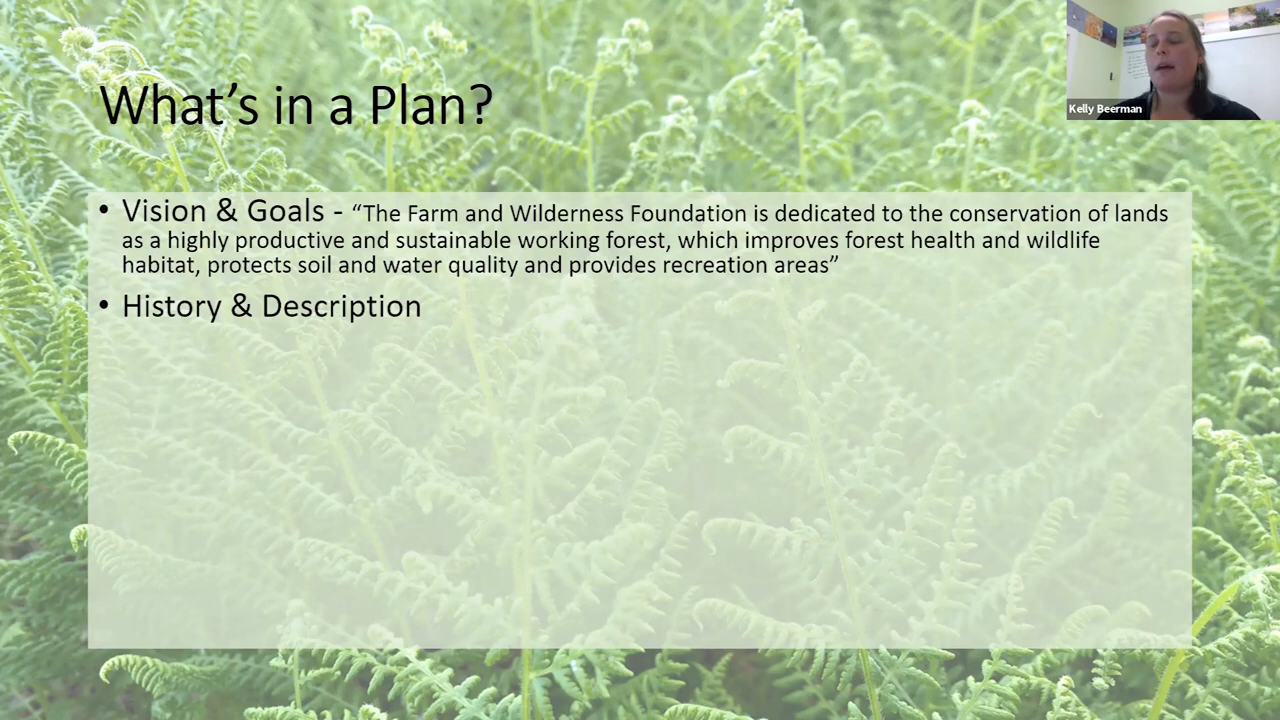 What's in a Plan?
Kelly Beerman
• Vision & Goals - “The Farm and Wilderness Foundation is dedicated to the conservation of lands
as a highly productive and sustainable working forest, which improves forest health and wildlife
habitat, protects soil and water quality and provides recreation areas”
• History & Description